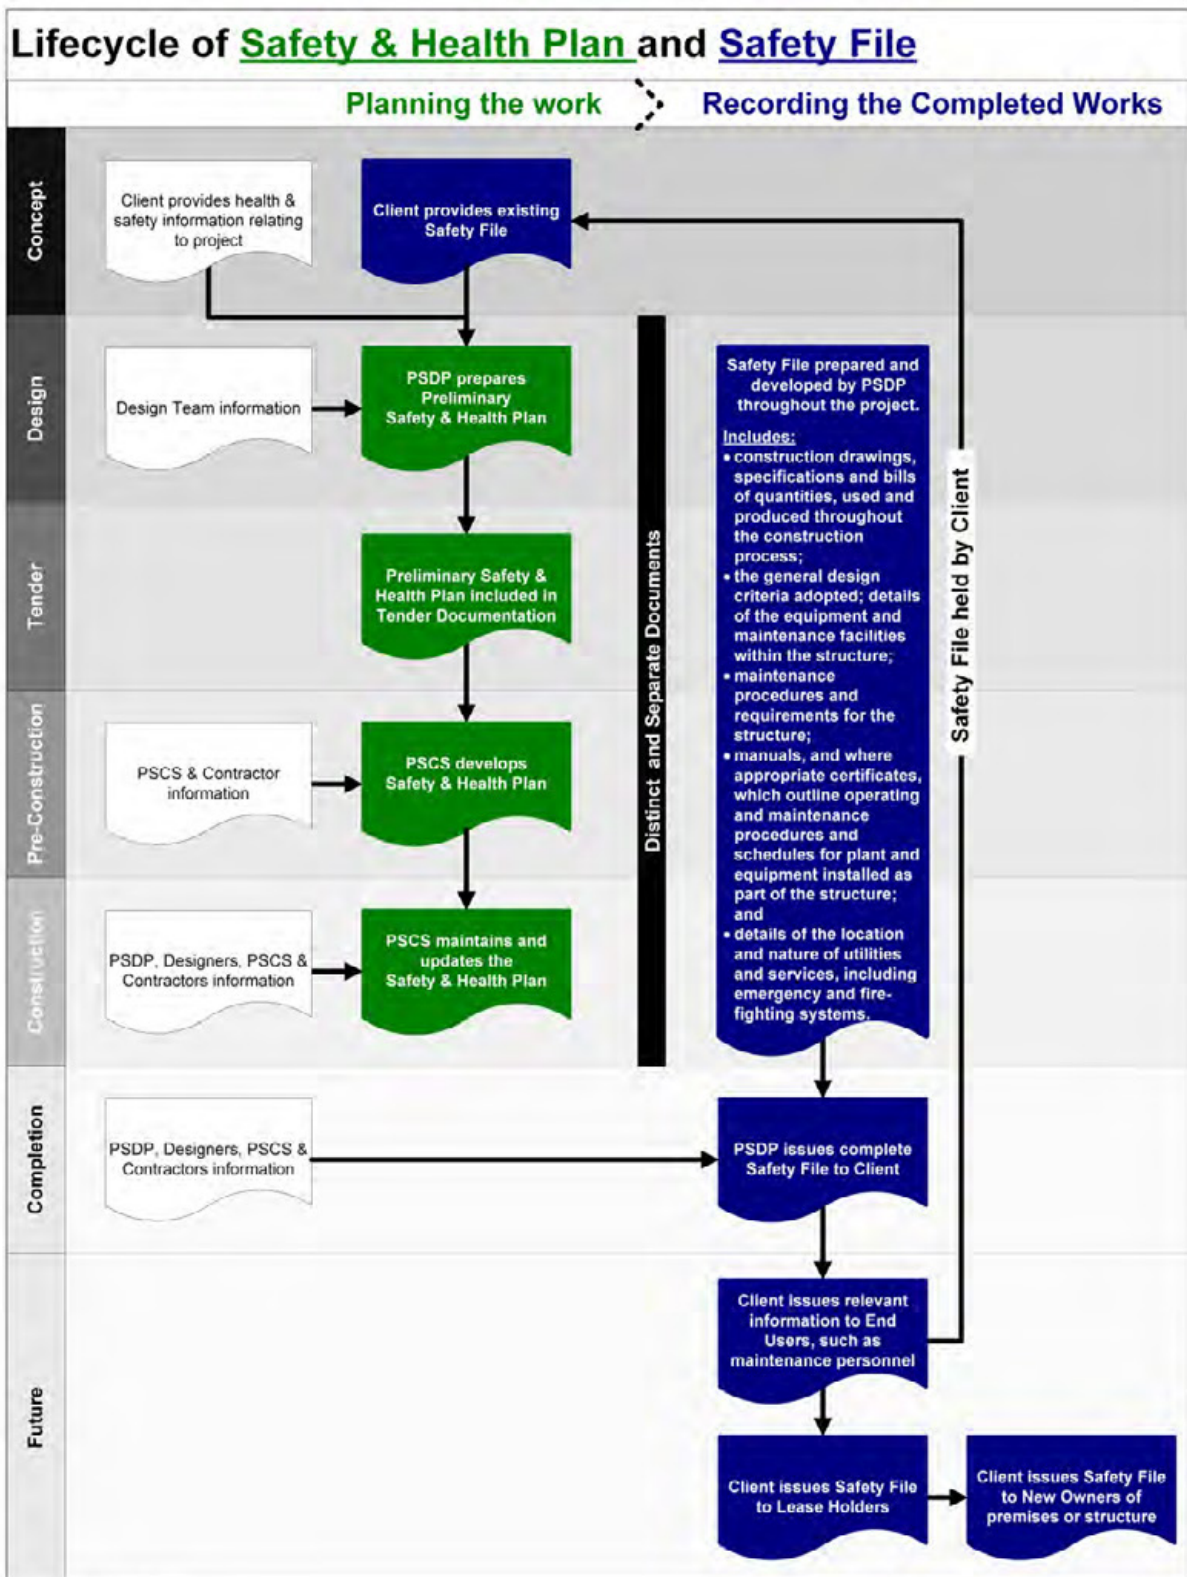 Lifecycle of Safety & Health Plan and Safety File
Planning the work
Recording the Completed Works
Concept
Client provides health &
safety information relating
to project
Client provides existing
Safety File
Design
Design Team information
PSDP prepares
Preliminary
Safety & Health Plan
Tender
Preliminary Safety &
Health Plan included in
Tender Documentation
Pre-Construction
PSCS & Contractor
information
PSCS develops
Safety & Health Plan
Construction
PSDP, Designers, PSCS &
Contractors information
PSCS maintains and
updates the
Safety & Health Plan
Distinct and Separate Documents
Safety File prepared and
developed by PSDP
throughout the project.
Includes:
• construction drawings,
specifications and bills
of quantities, used and
produced throughout
the construction
process;
• the general design
criteria adopted; details
of the equipment and
maintenance facilities
within the structure;
• maintenance
procedures and
requirements for the
structure;
• manuals, and where
appropriate certificates,
which outline operating
and maintenance
procedures and
schedules for plant and
equipment installed as
part of the structure;
and
• details of the location
and nature of utilities
and services, including
emergency and fire-
fighting systems.
Safety File held by Client
Completion
PSDP, Designers, PSCS &
Contractors information
PSDP issues complete
Safety File to Client
Future
Client issues relevant
information to End
Users, such as
maintenance personnel
Client issues Safety File
to Lease Holders
Client issues Safety File
to New Owners of
premises or structure